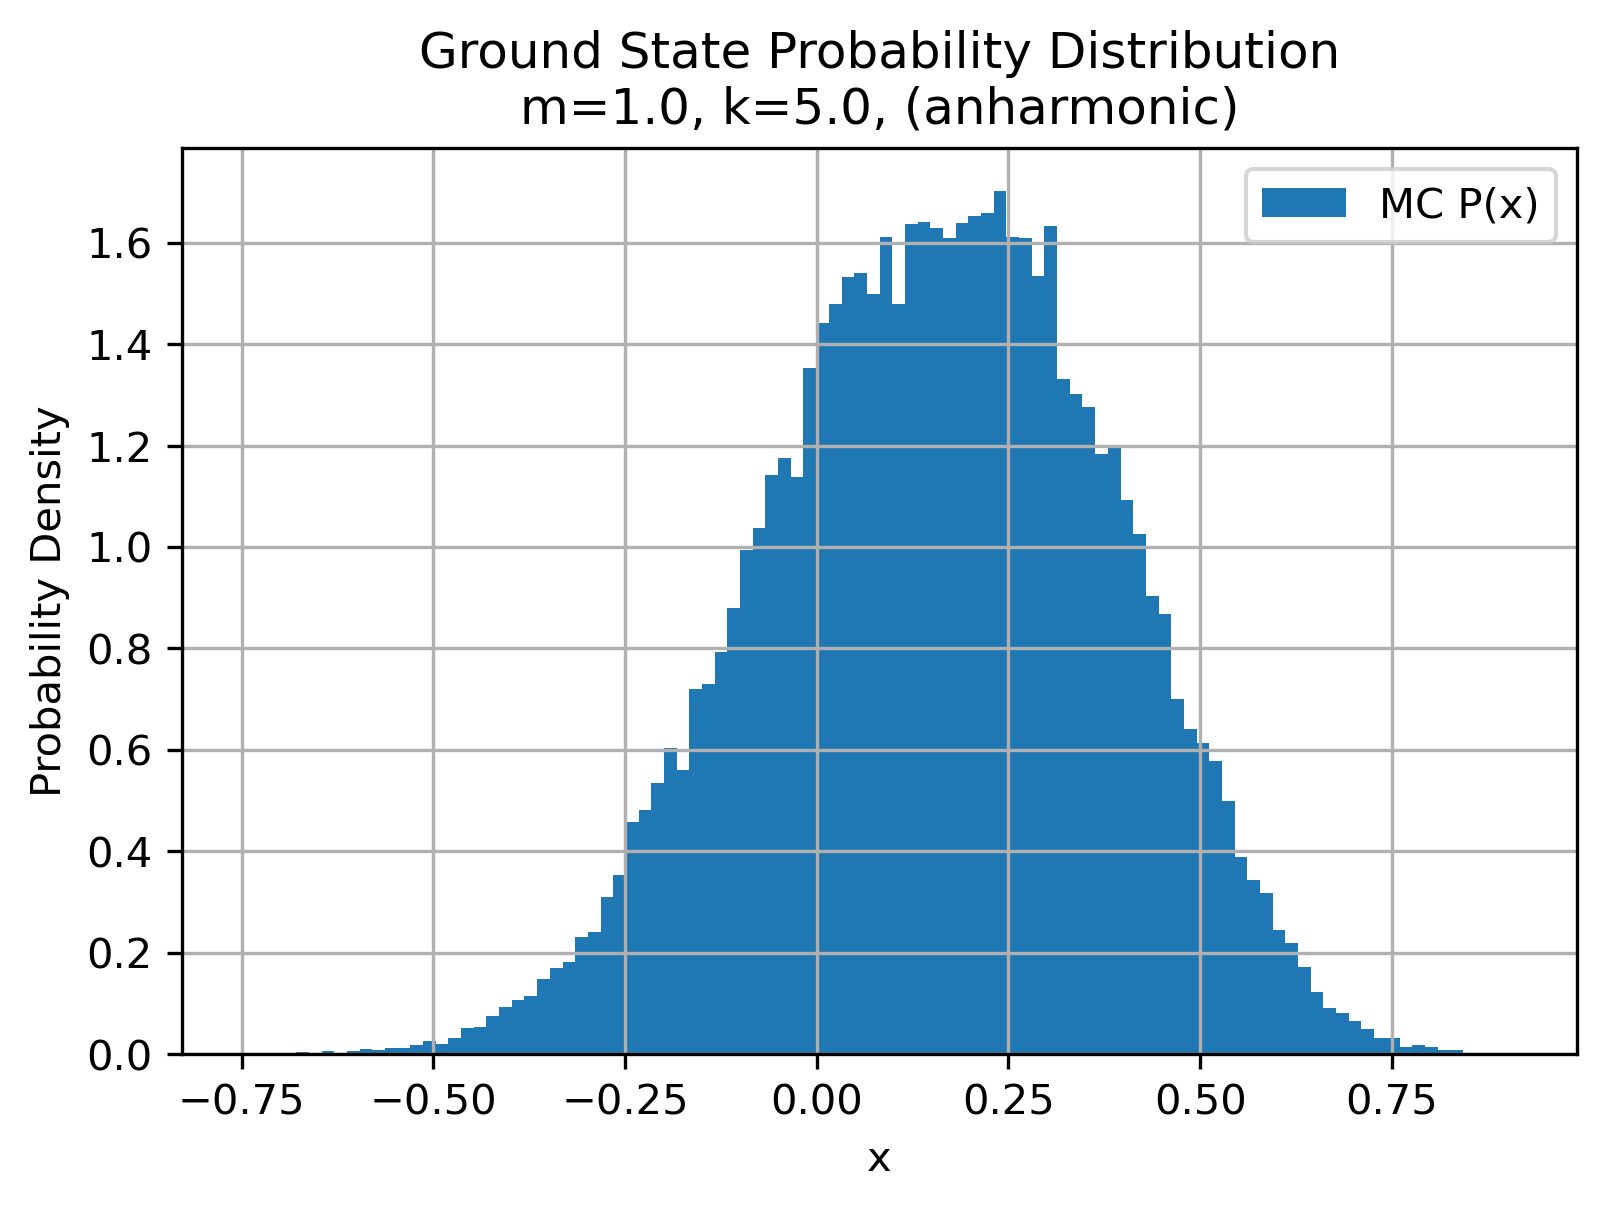 Ground State Probability Distribution
m=1.0, k=5.0, (anharmonic)
MC P(x)
Probability Density
1.6
1.4
1.2
1.0
0.8
0.6
0.4
0.2
0.0
−0.75 −0.50 −0.25 0.00 0.25 0.50 0.75
x